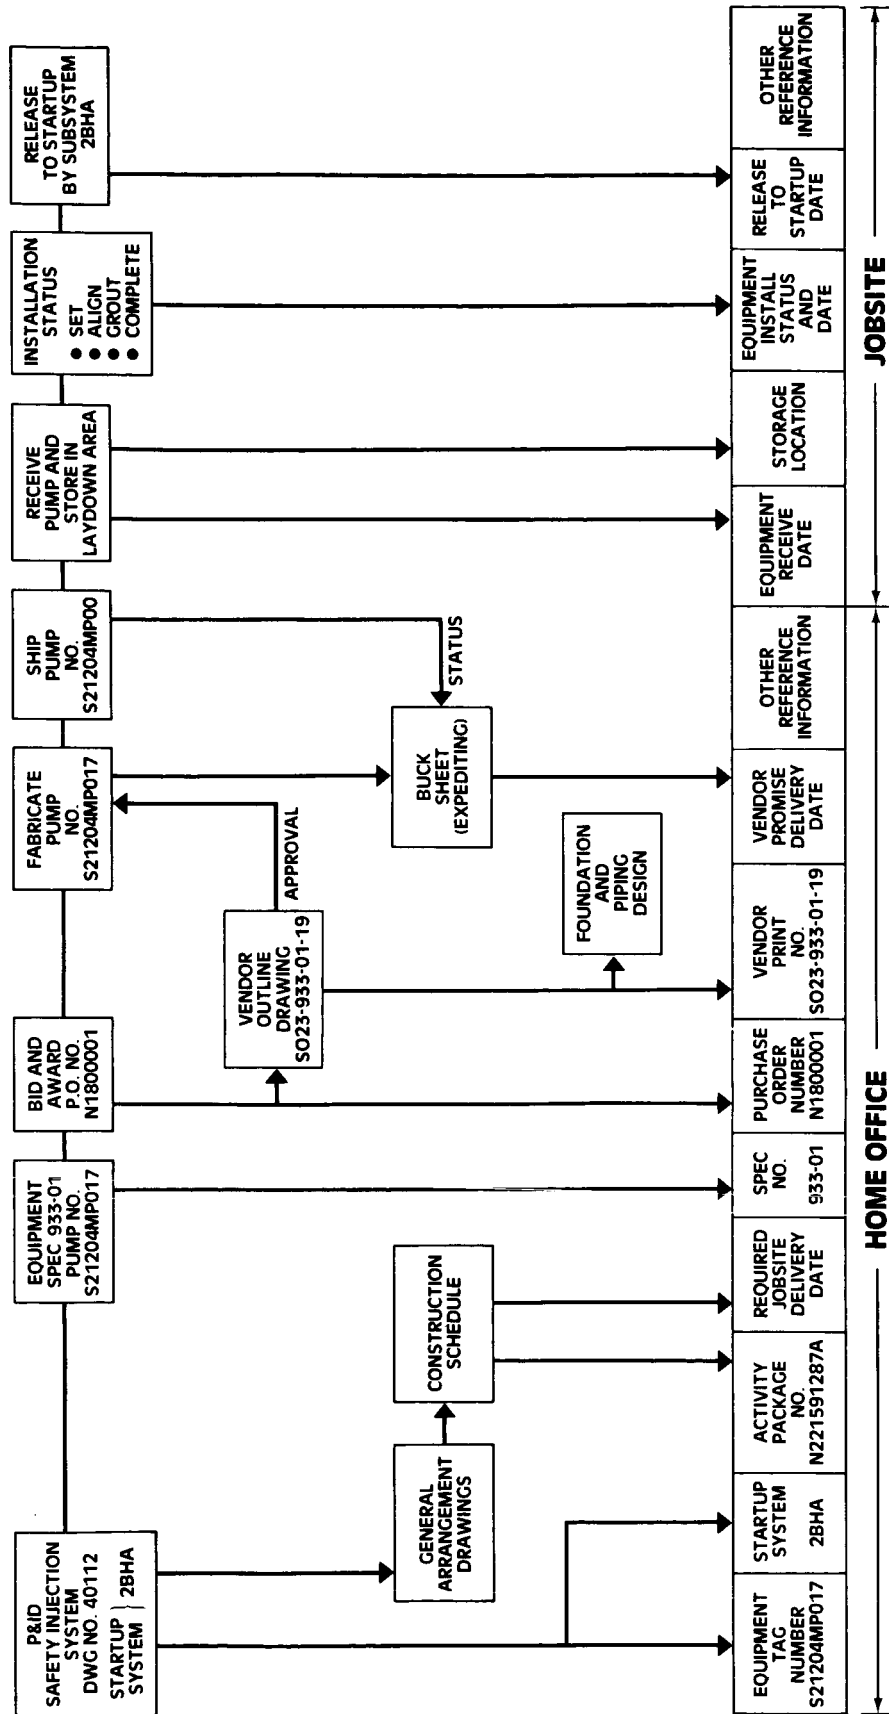 P&ID
SAFETY INJECTION
SYSTEM
DWG NO. 40112
STARTUP
SYSTEM } 2BHA
EQUIPMENT
SPEC 933-01
PUMP NO.
S21204MP017
BID AND
AWARD
P.O. NO.
N1800001
FABRICATE
PUMP
NO.
S21204MP017
SHIP
PUMP
NO.
S21204MP00
RECEIVE
PUMP AND
STORE IN
LAYDOWN AREA
INSTALLATION
STATUS
● SET
● ALIGN
● GROUT
● COMPLETE
RELEASE
TO STARTUP
BY SUBSYSTEM
2BHA
VENDOR
OUTLINE
DRAWING
SO23-933-01-19
APPROVAL
GENERAL
ARRANGEMENT
DRAWINGS
CONSTRUCTION
SCHEDULE
BUCK
SHEET
(EXPEDITING)
STATUS
FOUNDATION
AND
PIPING
DESIGN
EQUIPMENT
TAG
NUMBER
S21204MP017
STARTUP
SYSTEM
2BHA
ACTIVITY
PACKAGE
NO.
N221591287A
REQUIRED
JOBSITE
DELIVERY
DATE
SPEC
NO.
933-01
PURCHASE
ORDER
NUMBER
N1800001
VENDOR
PRINT
NO.
SO23-933-01-19
VENDOR
PROMISE
DELIVERY
DATE
OTHER
REFERENCE
INFORMATION
EQUIPMENT
RECEIVE
DATE
STORAGE
LOCATION
EQUIPMENT
INSTALL
STATUS
AND
DATE
RELEASE
TO
STARTUP
DATE
OTHER
REFERENCE
INFORMATION
HOME OFFICE
JOBSITE